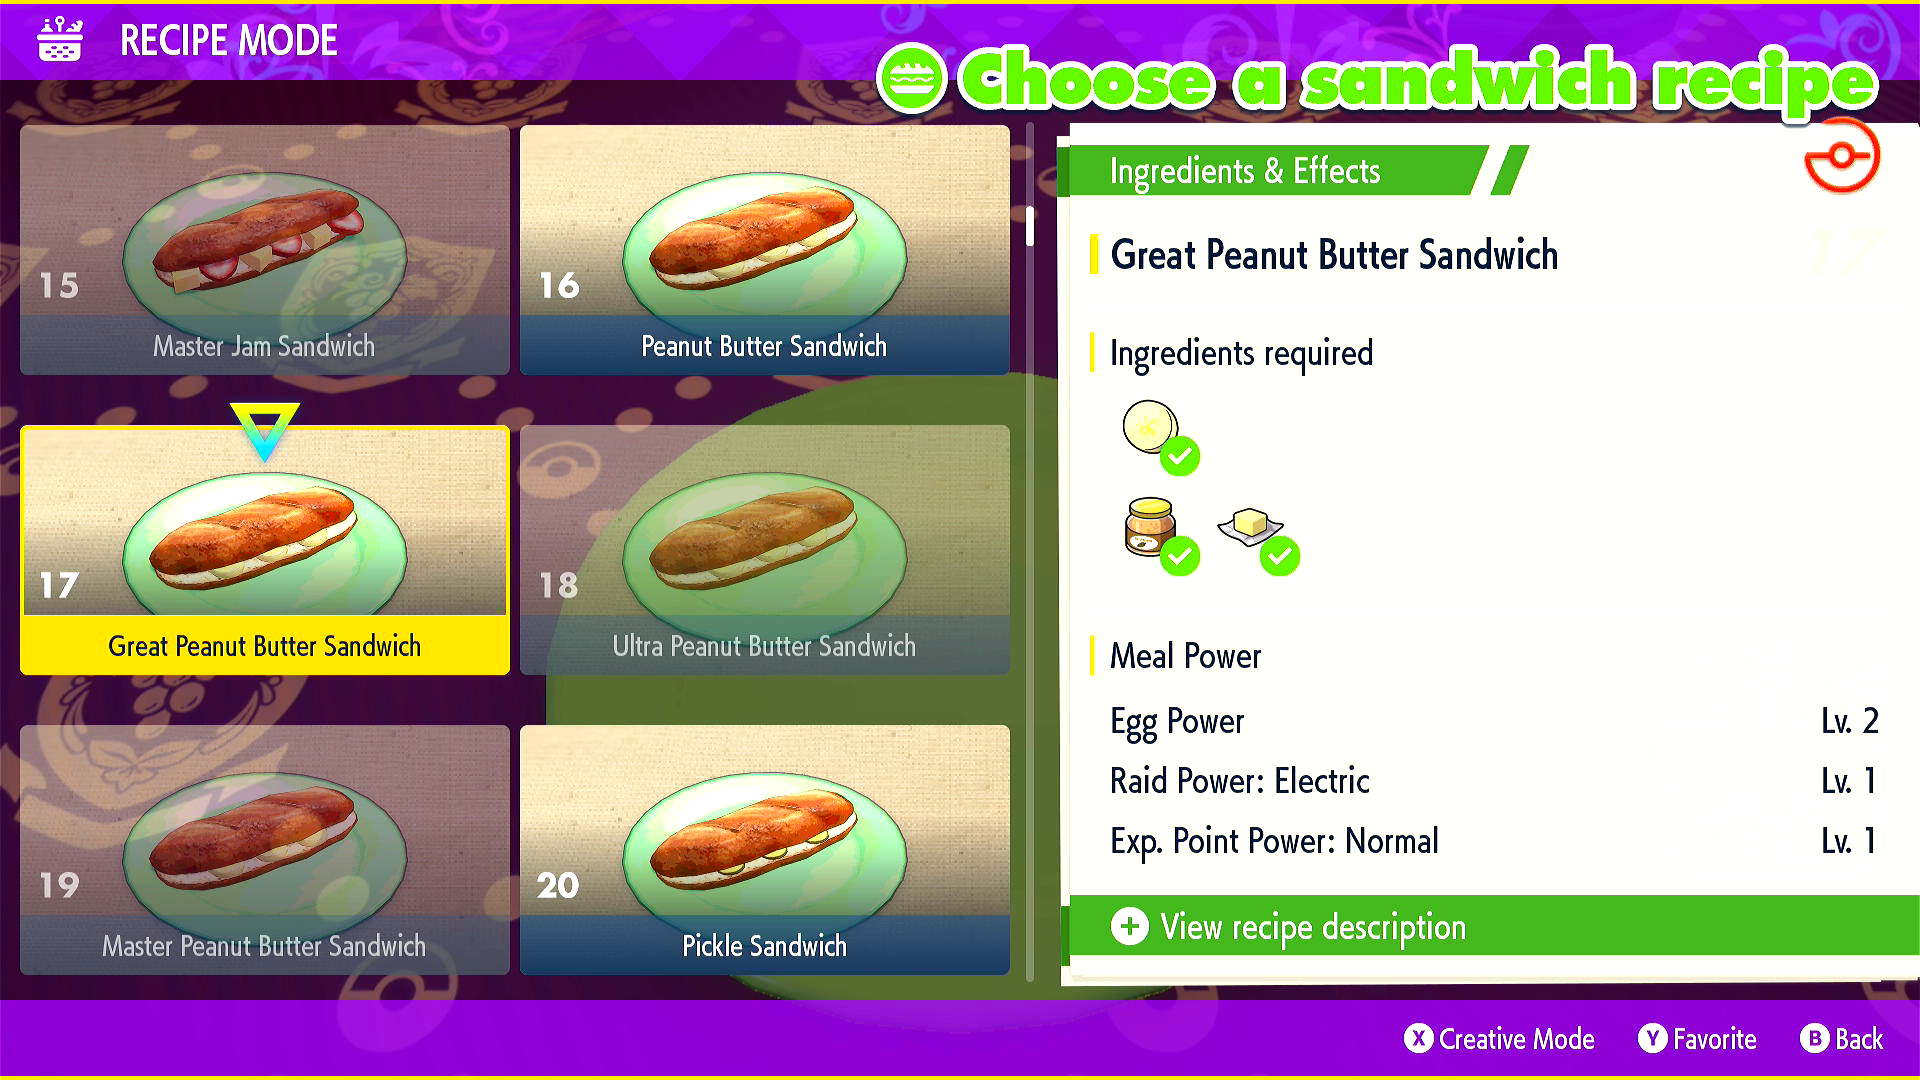 RECIPE MODE
Choose a sandwich recipe
15
Master Jam Sandwich
16
Peanut Butter Sandwich
17
Great Peanut Butter Sandwich
18
Ultra Peanut Butter Sandwich
19
Master Peanut Butter Sandwich
20
Pickle Sandwich
Ingredients & Effects
Great Peanut Butter Sandwich
17
Ingredients required
Meal Power
Egg Power Lv. 2
Raid Power: Electric Lv. 1
Exp. Point Power: Normal Lv. 1
View recipe description
X Creative Mode Y Favorite B Back